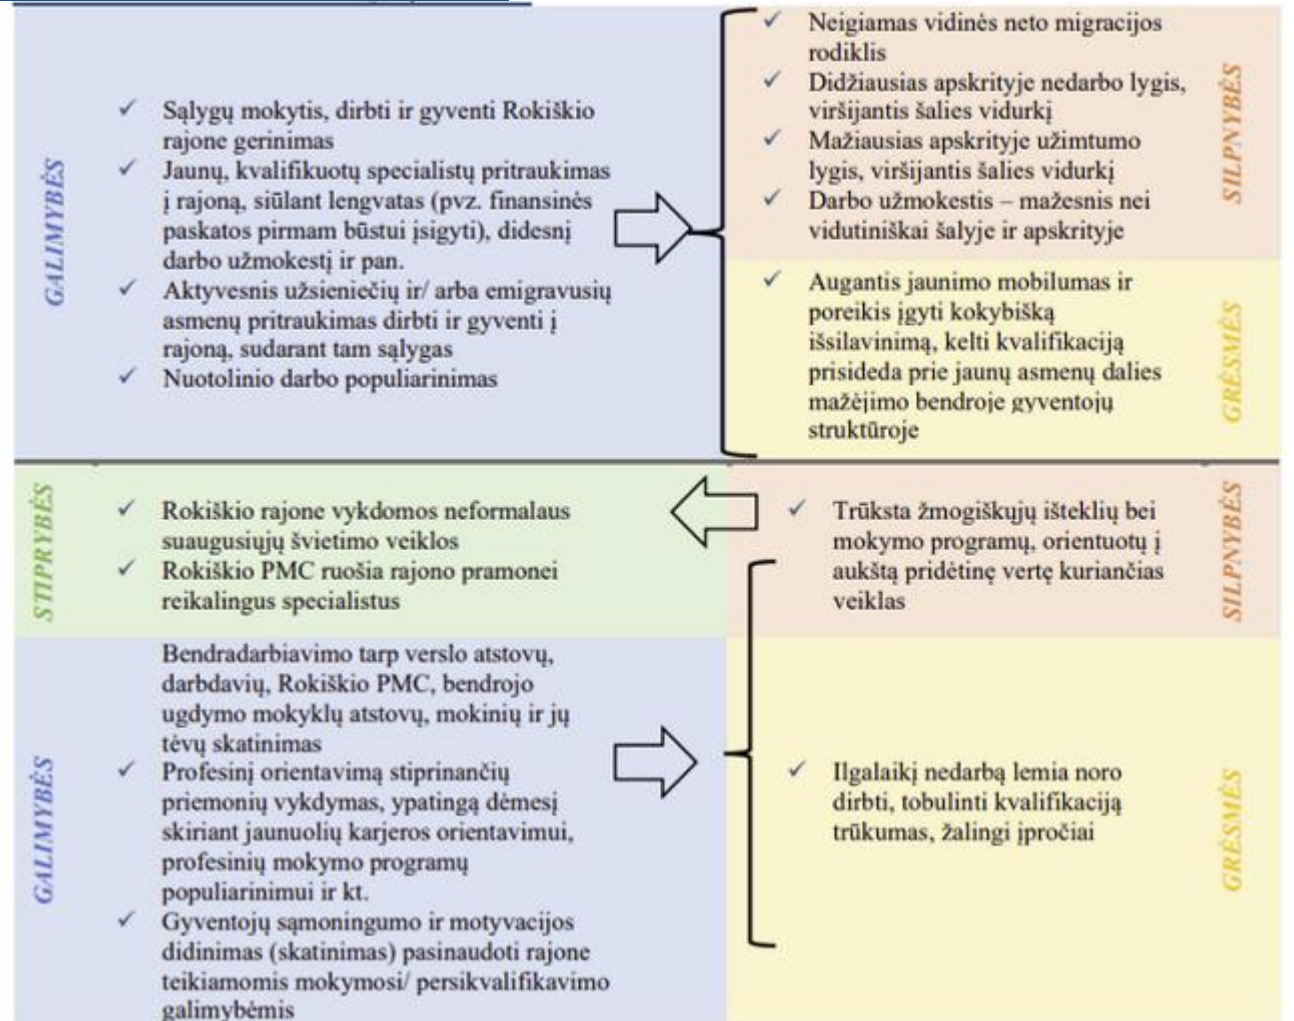 GALIMYBĖS
✓ Sąlygų mokytis, dirbti ir gyventi Rokiškio
rajone gerinimas
✓ Jaunų, kvalifikuotų specialistų pritraukimas
į rajoną, siūlant lengvatas (pvz. finansinės
paskatos pirmam būstui įsigyti), didesnį
darbo užmokestį ir pan.
✓ Aktyvesnis užsieniečių ir/ arba emigravusių
asmenų pritraukimas dirbti ir gyventi į
rajoną, sudarant tam sąlygas
✓ Nuotolinio darbo populiarinimas
✓ Neigiamas vidinės neto migracijos
rodiklis
✓ Didžiausias apskrityje nedarbo lygis,
viršijantis šalies vidurkį
✓ Mažiausias apskrityje užimtumo
lygis, viršijantis šalies vidurkį
✓ Darbo užmokestis – mažesnis nei
vidutiniškai šalyje ir apskrityje
SILPNYBĖS
✓ Augantis jaunimo mobilumas ir
poreikis įgyti kokybišką
išsilavinimą, kelti kvalifikaciją
prisideda prie jaunų asmenų dalies
mažėjimo bendroje gyventojų
struktūroje
GRĖSMĖS
STIPRYBĖS
✓ Rokiškio rajone vykdomos neformalaus
suaugusiųjų švietimo veiklos
✓ Rokiškio PMC ruošia rajono pramonei
reikalingus specialistus
✓ Trūksta žmogiškųjų išteklių bei
mokymo programų, orientuotų į
aukštą pridėtinę vertę kuriančias
veiklas
SILPNYBĖS
GALIMYBĖS
Bendradarbiavimo tarp verslo atstovų,
darbdavių, Rokiškio PMC, bendrojo
ugdymo mokyklų atstovų, mokinių ir jų
tėvų skatinimas
✓ Profesinį orientavimą stiprinančių
priemonių vykdymas, ypatingą dėmesį
skiriant jaunuolių karjeros orientavimui,
profesinių mokymo programų
populiarinimui ir kt.
✓ Gyventojų sąmoningumo ir motyvacijos
didinimas (skatinimas) pasinaudoti rajone
teikiamomis mokymosi/ persikvalifikavimo
galimybėmis
✓ Ilgalaikį nedarbą lemia noro
dirbti, tobulinti kvalifikaciją
trūkumas, žalingi įpročiai
GRĖSMĖS